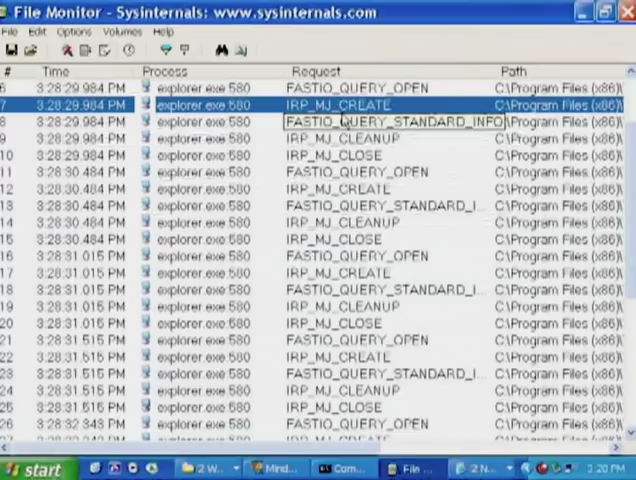 File Monitor - Sysinternals: www.sysinternals.com
File Edit Options Volumes Help
# Time Process Request Path
6 3:28:29.984 PM explorer.exe:580 FASTIO_QUERY_OPEN C:\Program Files (x86)\
7 3:28:29.984 PM explorer.exe:580 IRP_MJ_CREATE C:\Program Files (x86)\
8 3:28:29.984 PM explorer.exe:580 FASTIO_QUERY_STANDARD_INFO C:\Program Files (x86)\
9 3:28:29.984 PM explorer.exe:580 IRP_MJ_CLEANUP C:\Program Files (x86)\
10 3:28:29.984 PM explorer.exe:580 IRP_MJ_CLOSE C:\Program Files (x86)\
11 3:28:30.484 PM explorer.exe:580 FASTIO_QUERY_OPEN C:\Program Files (x86)\
12 3:28:30.484 PM explorer.exe:580 IRP_MJ_CREATE C:\Program Files (x86)\
13 3:28:30.484 PM explorer.exe:580 FASTIO_QUERY_STANDARD_I... C:\Program Files (x86)\
14 3:28:30.484 PM explorer.exe:580 IRP_MJ_CLEANUP C:\Program Files (x86)\
15 3:28:30.484 PM explorer.exe:580 IRP_MJ_CLOSE C:\Program Files (x86)\
16 3:28:31.015 PM explorer.exe:580 FASTIO_QUERY_OPEN C:\Program Files (x86)\
17 3:28:31.015 PM explorer.exe:580 IRP_MJ_CREATE C:\Program Files (x86)\
18 3:28:31.015 PM explorer.exe:580 FASTIO_QUERY_STANDARD_I... C:\Program Files (x86)\
19 3:28:31.015 PM explorer.exe:580 IRP_MJ_CLEANUP C:\Program Files (x86)\
20 3:28:31.015 PM explorer.exe:580 IRP_MJ_CLOSE C:\Program Files (x86)\
21 3:28:31.515 PM explorer.exe:580 FASTIO_QUERY_OPEN C:\Program Files (x86)\
22 3:28:31.515 PM explorer.exe:580 IRP_MJ_CREATE C:\Program Files (x86)\
23 3:28:31.515 PM explorer.exe:580 FASTIO_QUERY_STANDARD_I... C:\Program Files (x86)\
24 3:28:31.515 PM explorer.exe:580 IRP_MJ_CLEANUP C:\Program Files (x86)\
25 3:28:31.515 PM explorer.exe:580 IRP_MJ_CLOSE C:\Program Files (x86)\
26 3:28:32.343 PM explorer.exe:580 FASTIO_QUERY_OPEN C:\Program Files (x86)\
start 2 W... Mind... Com... File ... 2 N... 3:20 PM